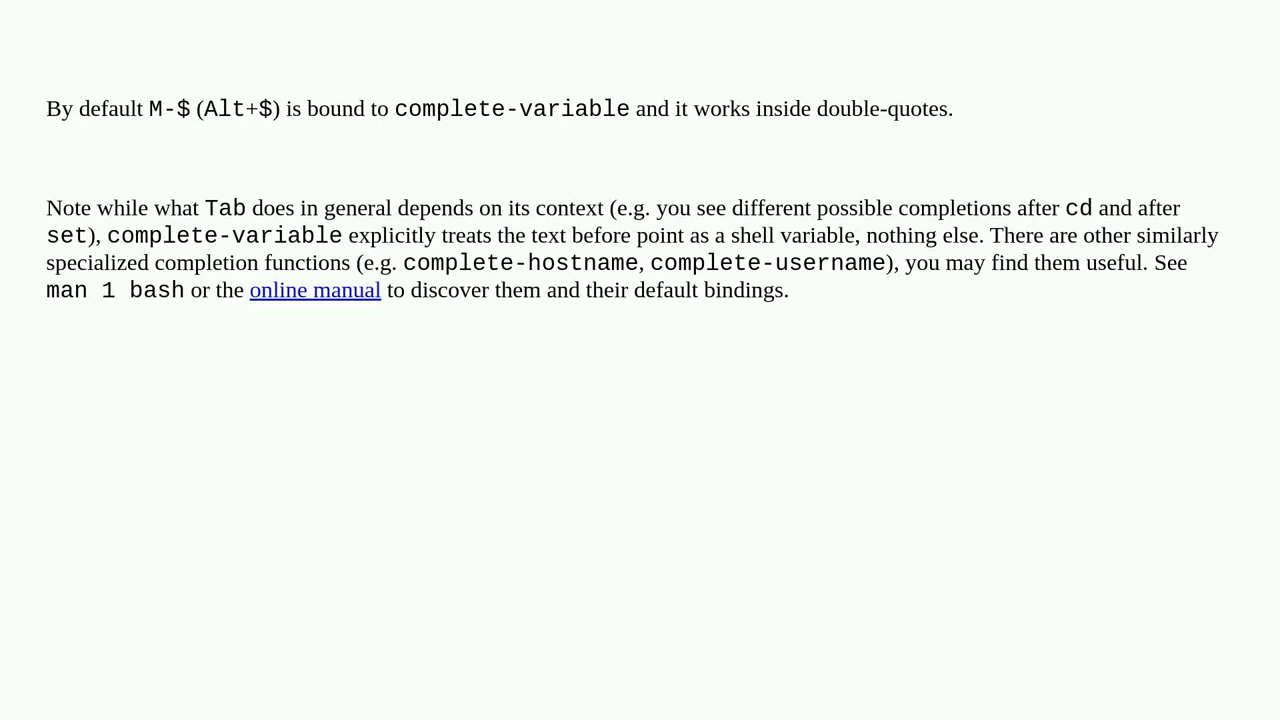 By default M-$ (Alt+$) is bound to complete-variable and it works inside double-quotes.
Note while what Tab does in general depends on its context (e.g. you see different possible completions after cd and after
set), complete-variable explicitly treats the text before point as a shell variable, nothing else. There are other similarly
specialized completion functions (e.g. complete-hostname, complete-username), you may find them useful. See
man 1 bash or the online manual to discover them and their default bindings.